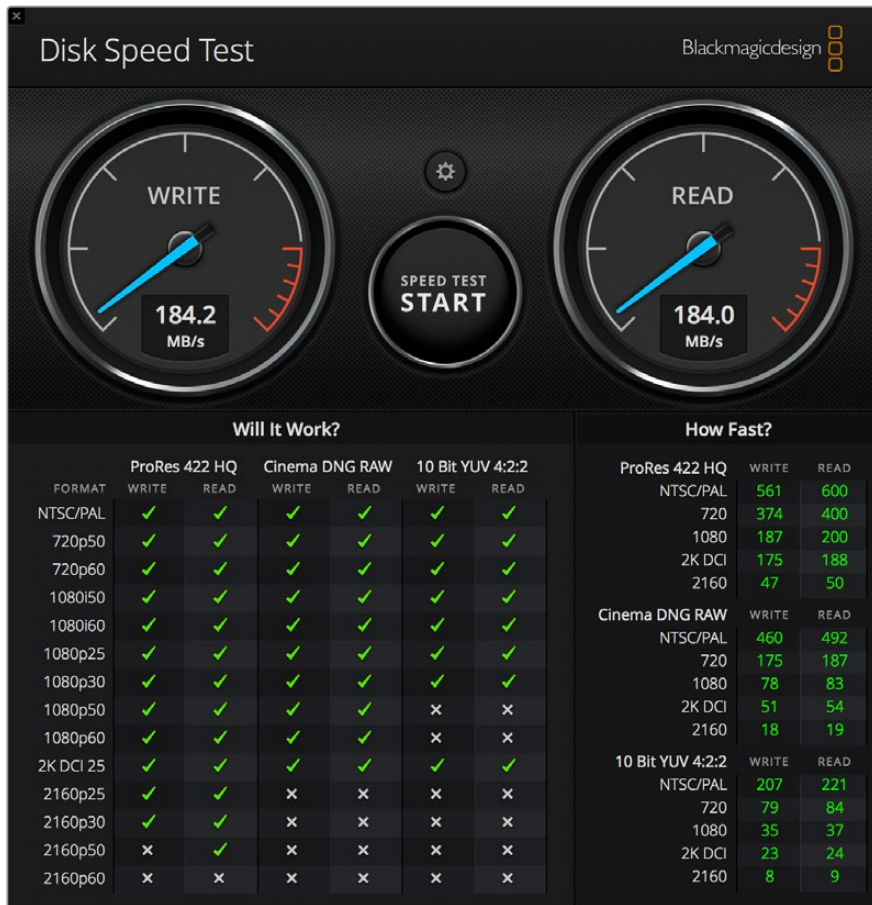 Disk Speed Test
Blackmagicdesign
WRITE
184.2
MB/s
SPEED TEST
START
READ
184.0
MB/s
Will It Work?
ProRes 422 HQ Cinema DNG RAW 10 Bit YUV 4:2:2
FORMAT WRITE READ WRITE READ WRITE READ
NTSC/PAL ✓ ✓ ✓ ✓ ✓ ✓
720p50 ✓ ✓ ✓ ✓ ✓ ✓
720p60 ✓ ✓ ✓ ✓ ✓ ✓
1080i50 ✓ ✓ ✓ ✓ ✓ ✓
1080i60 ✓ ✓ ✓ ✓ ✓ ✓
1080p25 ✓ ✓ ✓ ✓ ✓ ✓
1080p30 ✓ ✓ ✓ ✓ ✓ ✓
1080p50 ✓ ✓ ✓ ✓ × ×
1080p60 ✓ ✓ ✓ ✓ × ×
2K DCI 25 ✓ ✓ ✓ ✓ ✓ ✓
2160p25 ✓ ✓ × × × ×
2160p30 ✓ ✓ × × × ×
2160p50 × ✓ × × × ×
2160p60 × × × × × ×
How Fast?
ProRes 422 HQ WRITE READ
NTSC/PAL 561 600
720 374 400
1080 187 200
2K DCI 175 188
2160 47 50
Cinema DNG RAW WRITE READ
NTSC/PAL 460 492
720 175 187
1080 78 83
2K DCI 51 54
2160 18 19
10 Bit YUV 4:2:2 WRITE READ
NTSC/PAL 207 221
720 79 84
1080 35 37
2K DCI 23 24
2160 8 9